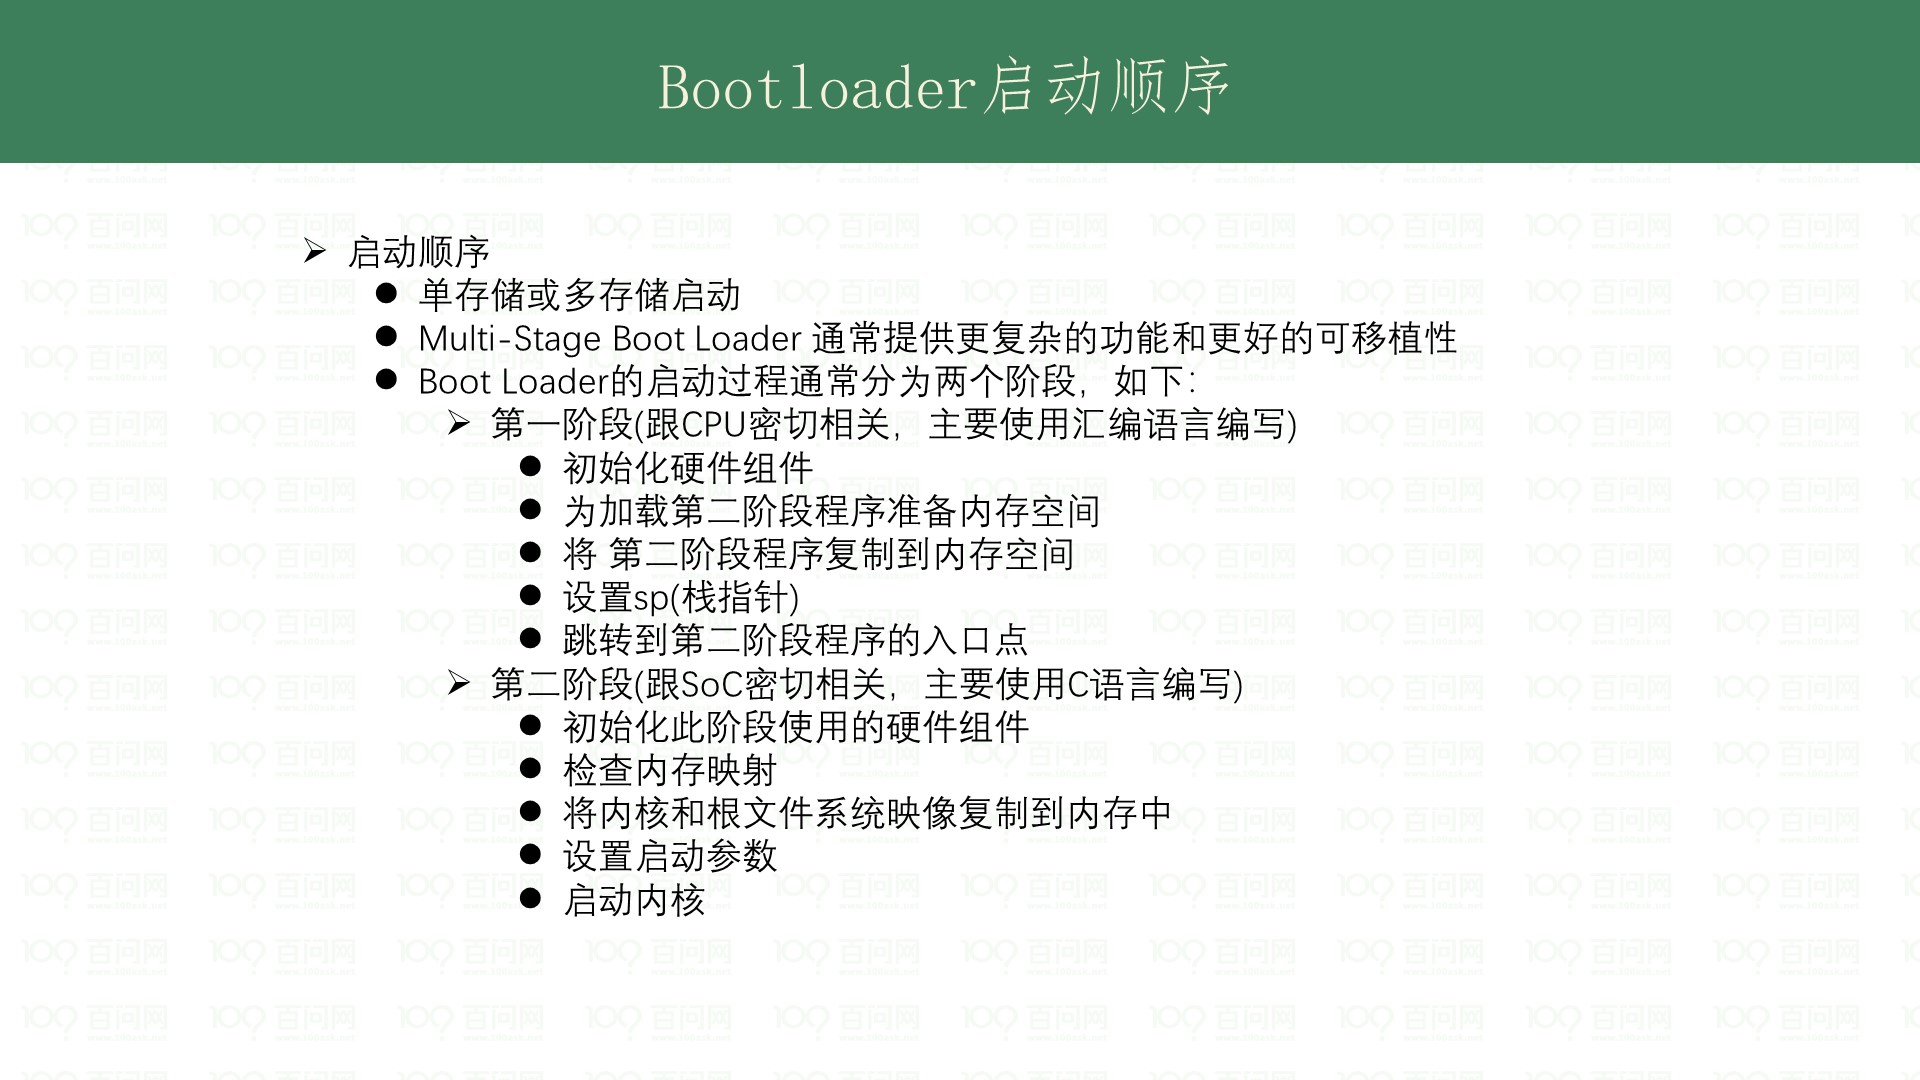 Bootloader启动顺序
启动顺序
单存储或多存储启动
Multi-Stage Boot Loader 通常提供更复杂的功能和更好的可移植性
Boot Loader的启动过程通常分为两个阶段，如下：
第一阶段(跟CPU密切相关，主要使用汇编语言编写)
初始化硬件组件
为加载第二阶段程序准备内存空间
将 第二阶段程序复制到内存空间
设置sp(栈指针)
跳转到第二阶段程序的入口点
第二阶段(跟SoC密切相关，主要使用C语言编写)
初始化此阶段使用的硬件组件
检查内存映射
将内核和根文件系统映像复制到内存中
设置启动参数
启动内核